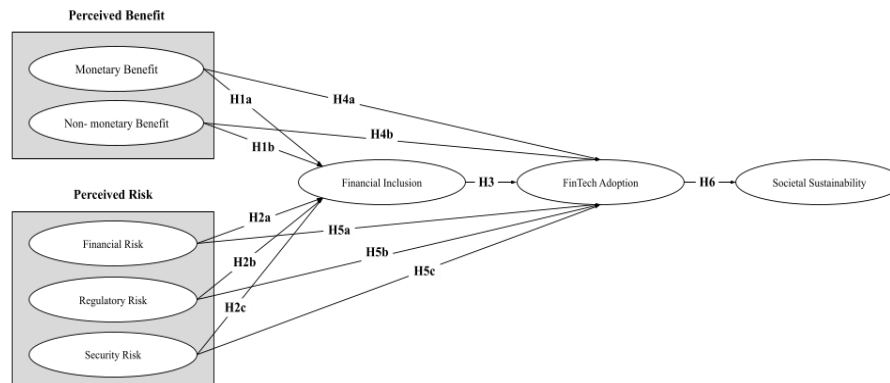 Perceived Benefit
Monetary Benefit
H1a
H4a
Non- monetary Benefit
H1b
H4b
Financial Inclusion
H3
FinTech Adoption
H6
Societal Sustainability
Perceived Risk
Financial Risk
H2a
H5a
H2b
H5b
Regulatory Risk
H2c
H5c
Security Risk